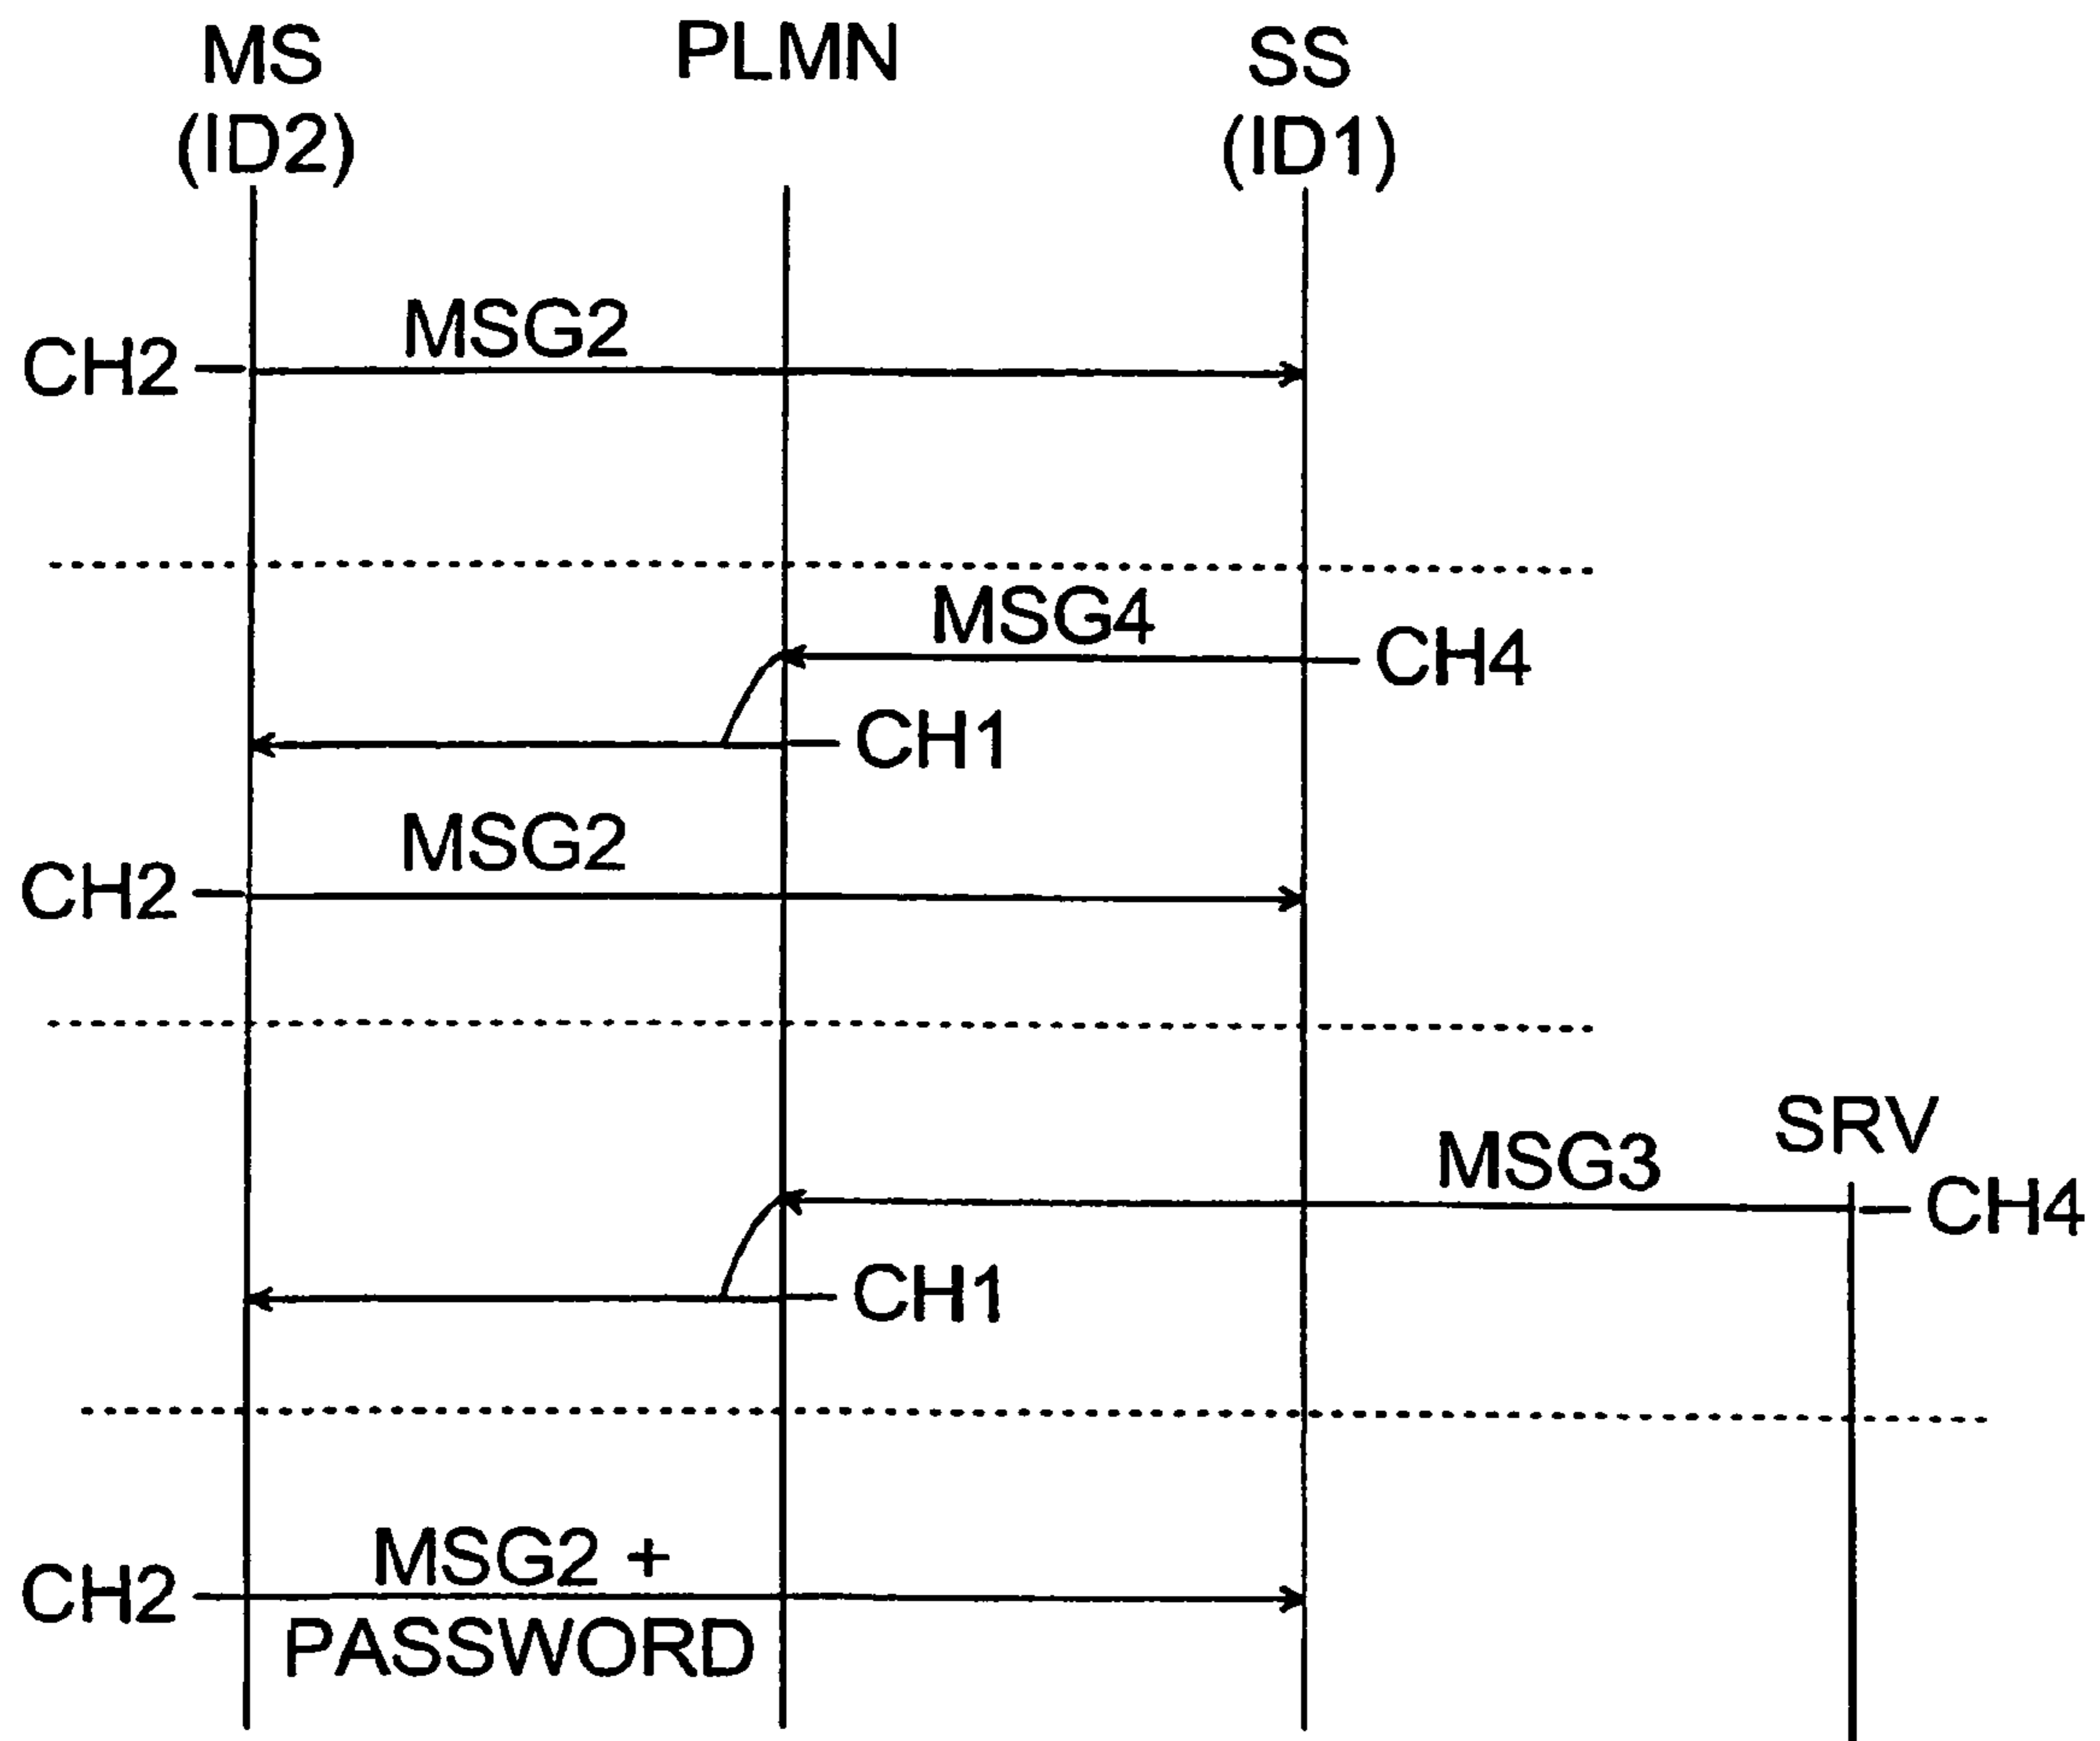 MS PLMN SS
(ID2) (ID1)
MSG2
CH2
MSG4
CH4
CH1
MSG2
CH2
SRV
MSG3
CH4
CH1
MSG2 +
CH2
PASSWORD